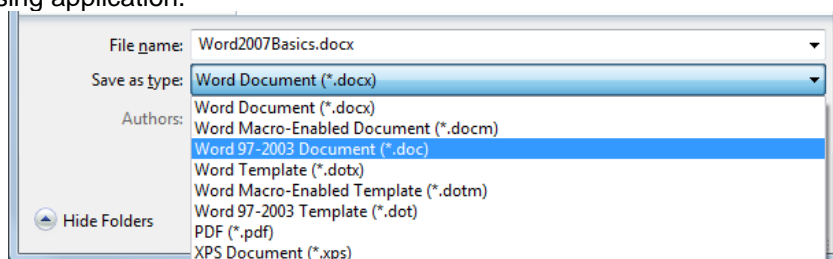 sing application.
File name: Word2007Basics.docx
Save as type: Word Document (*.docx)
Authors:
Word Document (*.docx)
Word Macro-Enabled Document (*.docm)
Word 97-2003 Document (*.doc)
Word Template (*.dotx)
Word Macro-Enabled Template (*.dotm)
Word 97-2003 Template (*.dot)
Hide Folders
PDF (*.pdf)
XPS Document (*.xps)